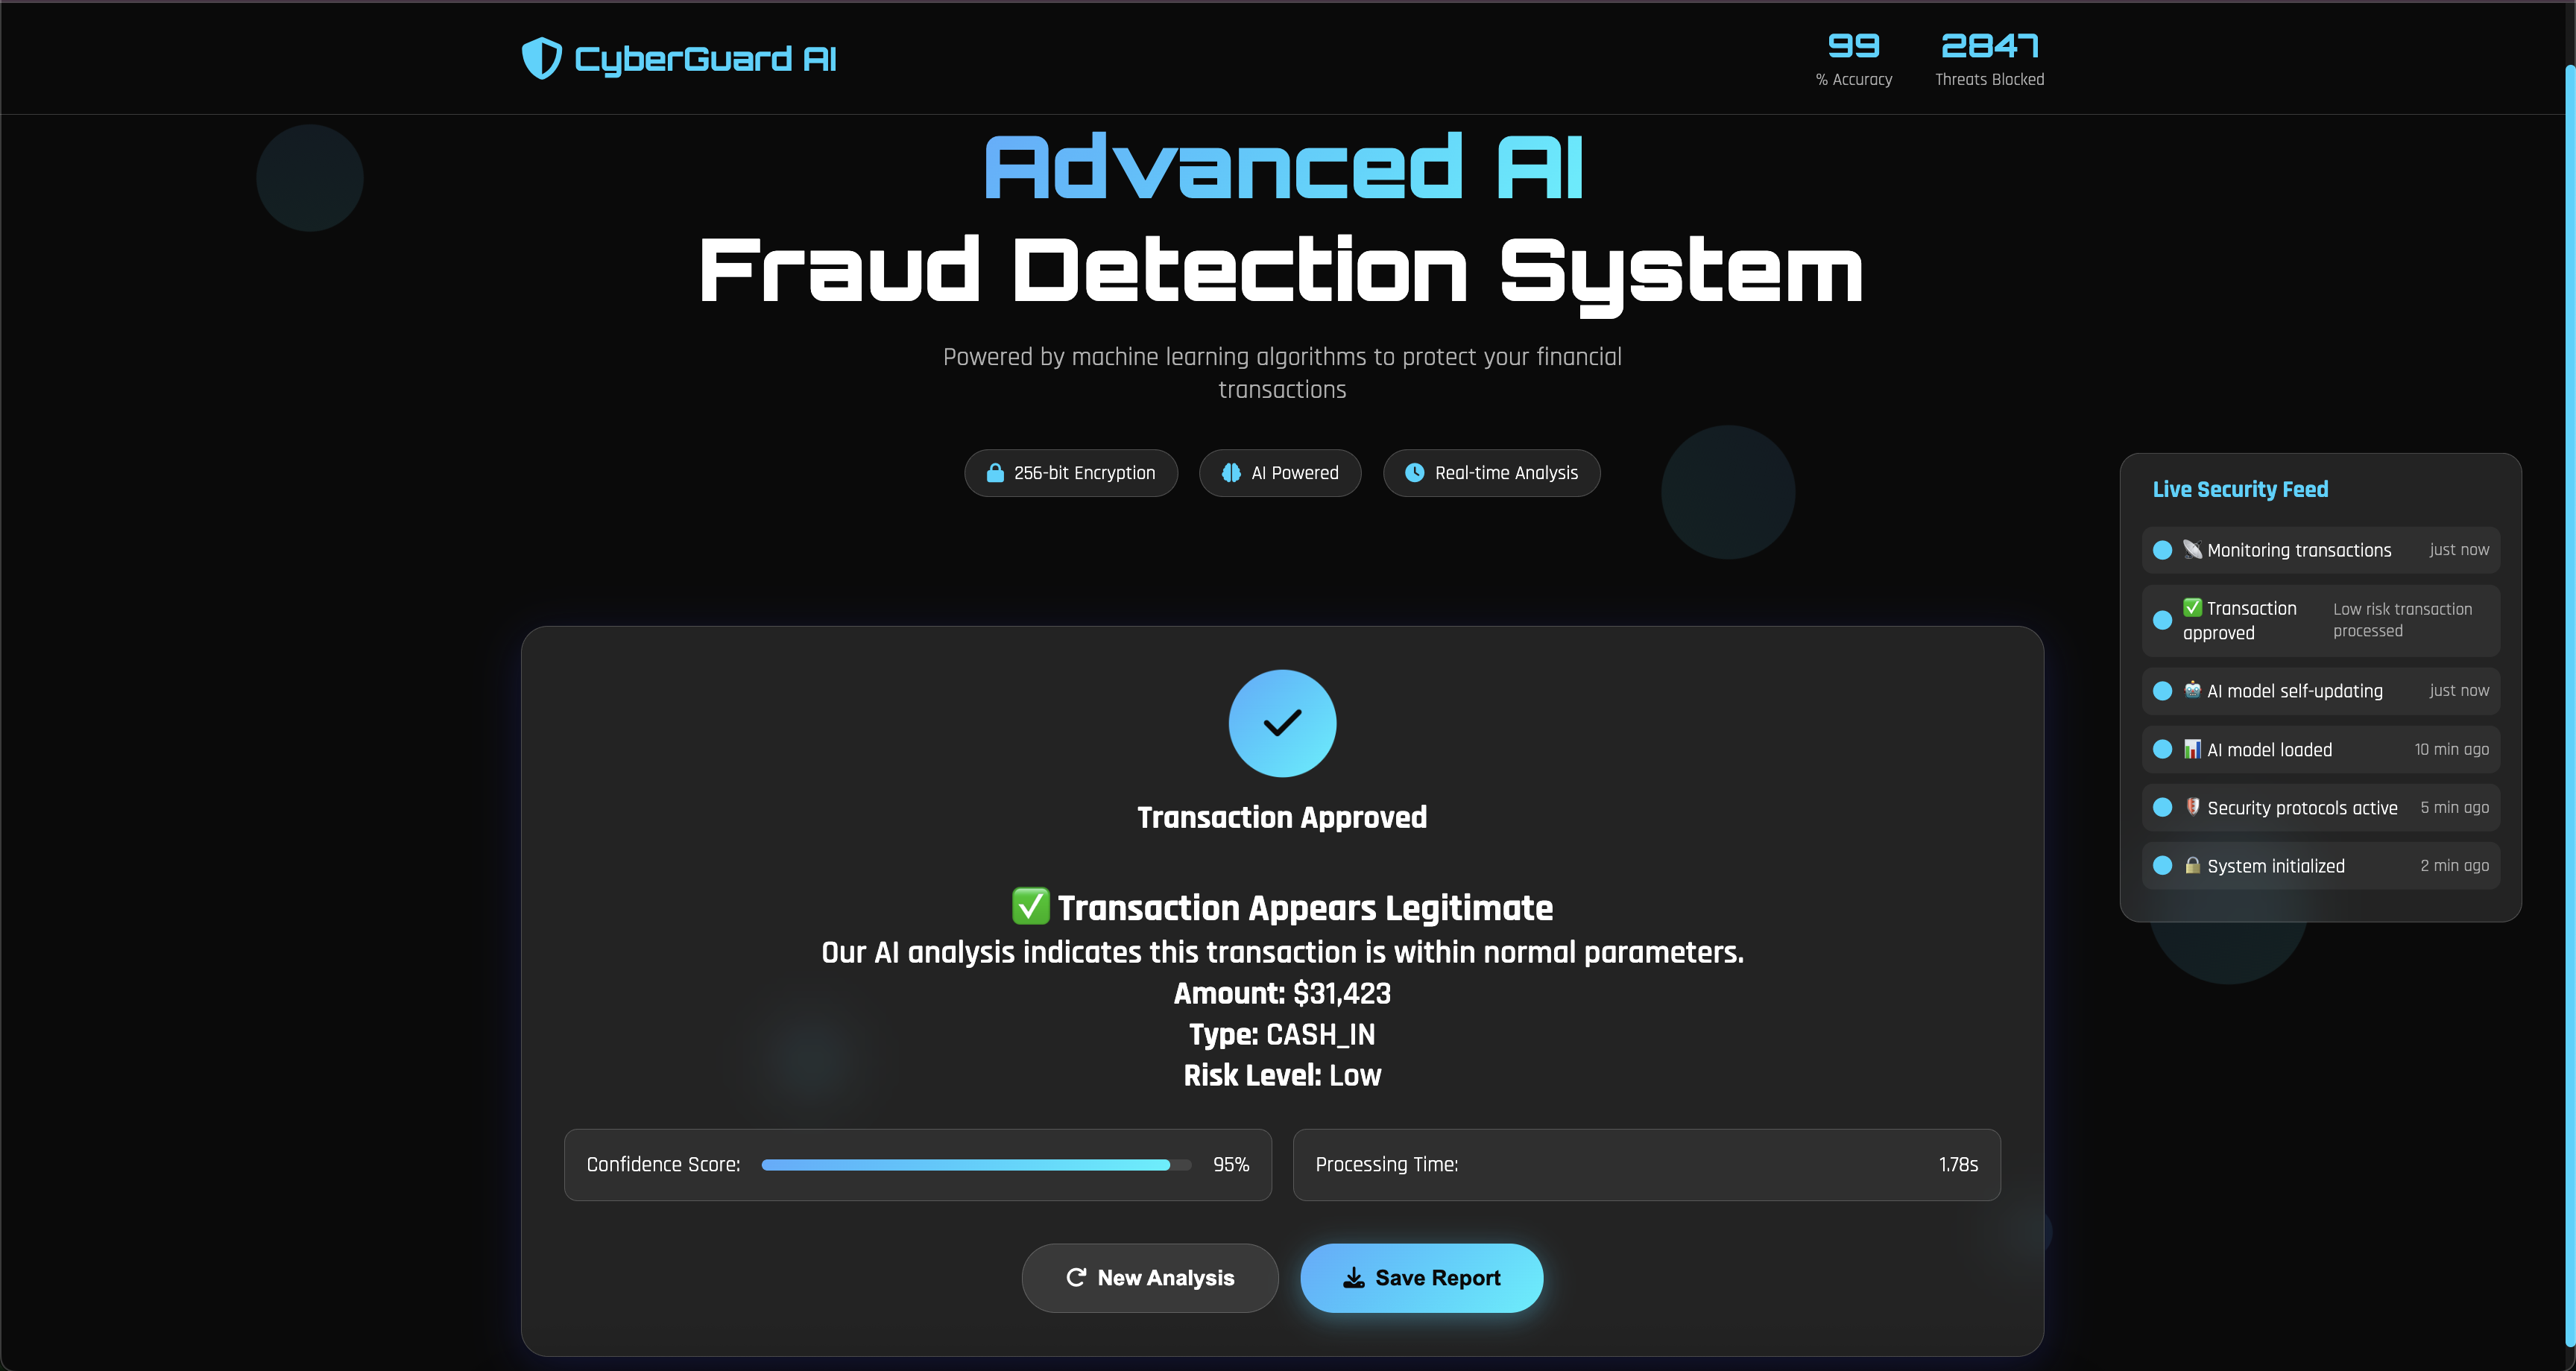 CyberGuard AI
99
% Accuracy
2847
Threats Blocked
Advanced AI
Fraud Detection System
Powered by machine learning algorithms to protect your financial
transactions
256-bit Encryption
AI Powered
Real-time Analysis
Transaction Approved
✅ Transaction Appears Legitimate
Our AI analysis indicates this transaction is within normal parameters.
Amount: $31,423
Type: CASH_IN
Risk Level: Low
Confidence Score: 95%
Processing Time: 1.78s
New Analysis
Save Report
Live Security Feed
📡 Monitoring transactions just now
✅ Transaction
approved
Low risk transaction
processed
🤖 AI model self-updating just now
📊 AI model loaded 10 min ago
🛡️ Security protocols active 5 min ago
🔒 System initialized 2 min ago